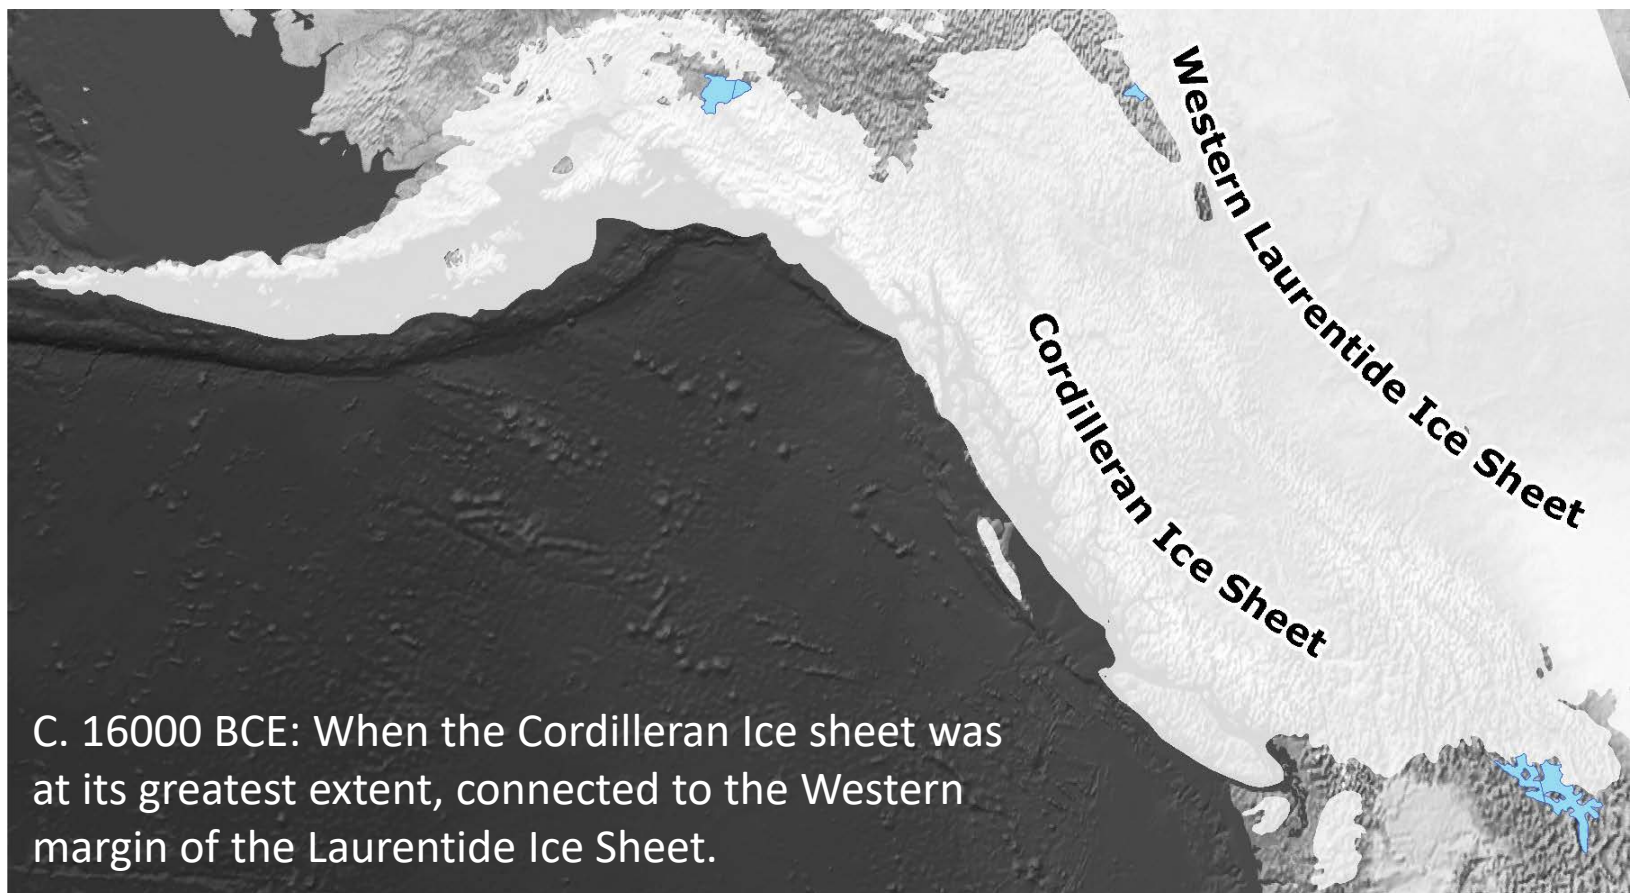 Western Laurentide Ice Sheet
Cordilleran Ice Sheet
C. 16000 BCE: When the Cordilleran Ice sheet was
at its greatest extent, connected to the Western
margin of the Laurentide Ice Sheet.